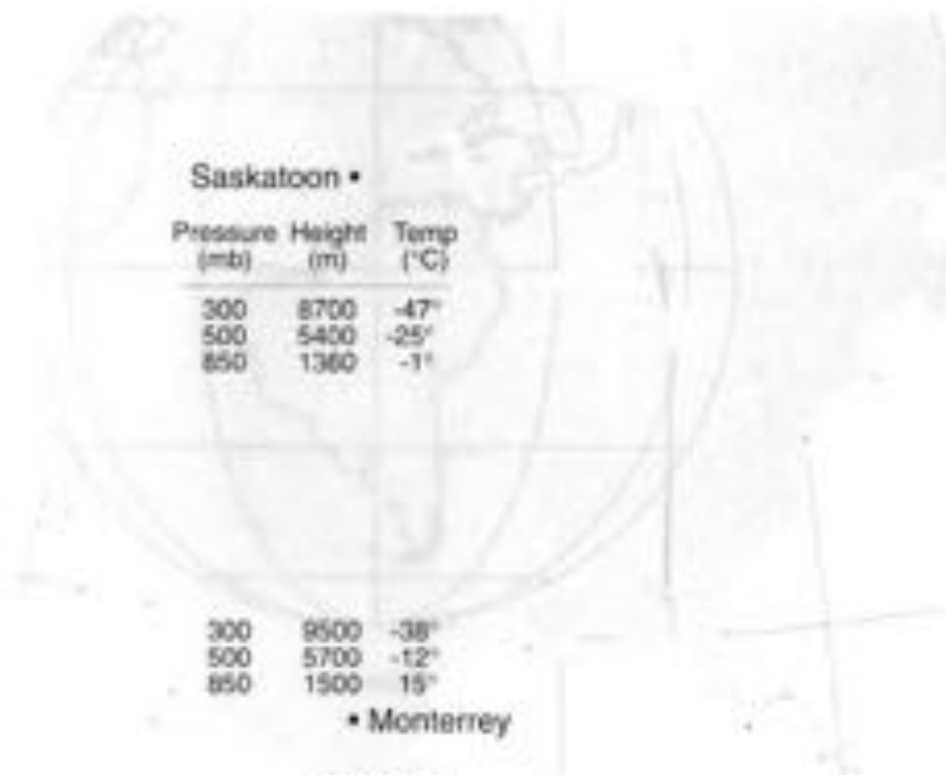 Saskatoon •
Pressure Height Temp
(mb) (m) (°C)
300 8700 -47°
500 5400 -25°
850 1360 -1°
300 9500 -38°
500 5700 -12°
850 1500 15°
• Monterrey